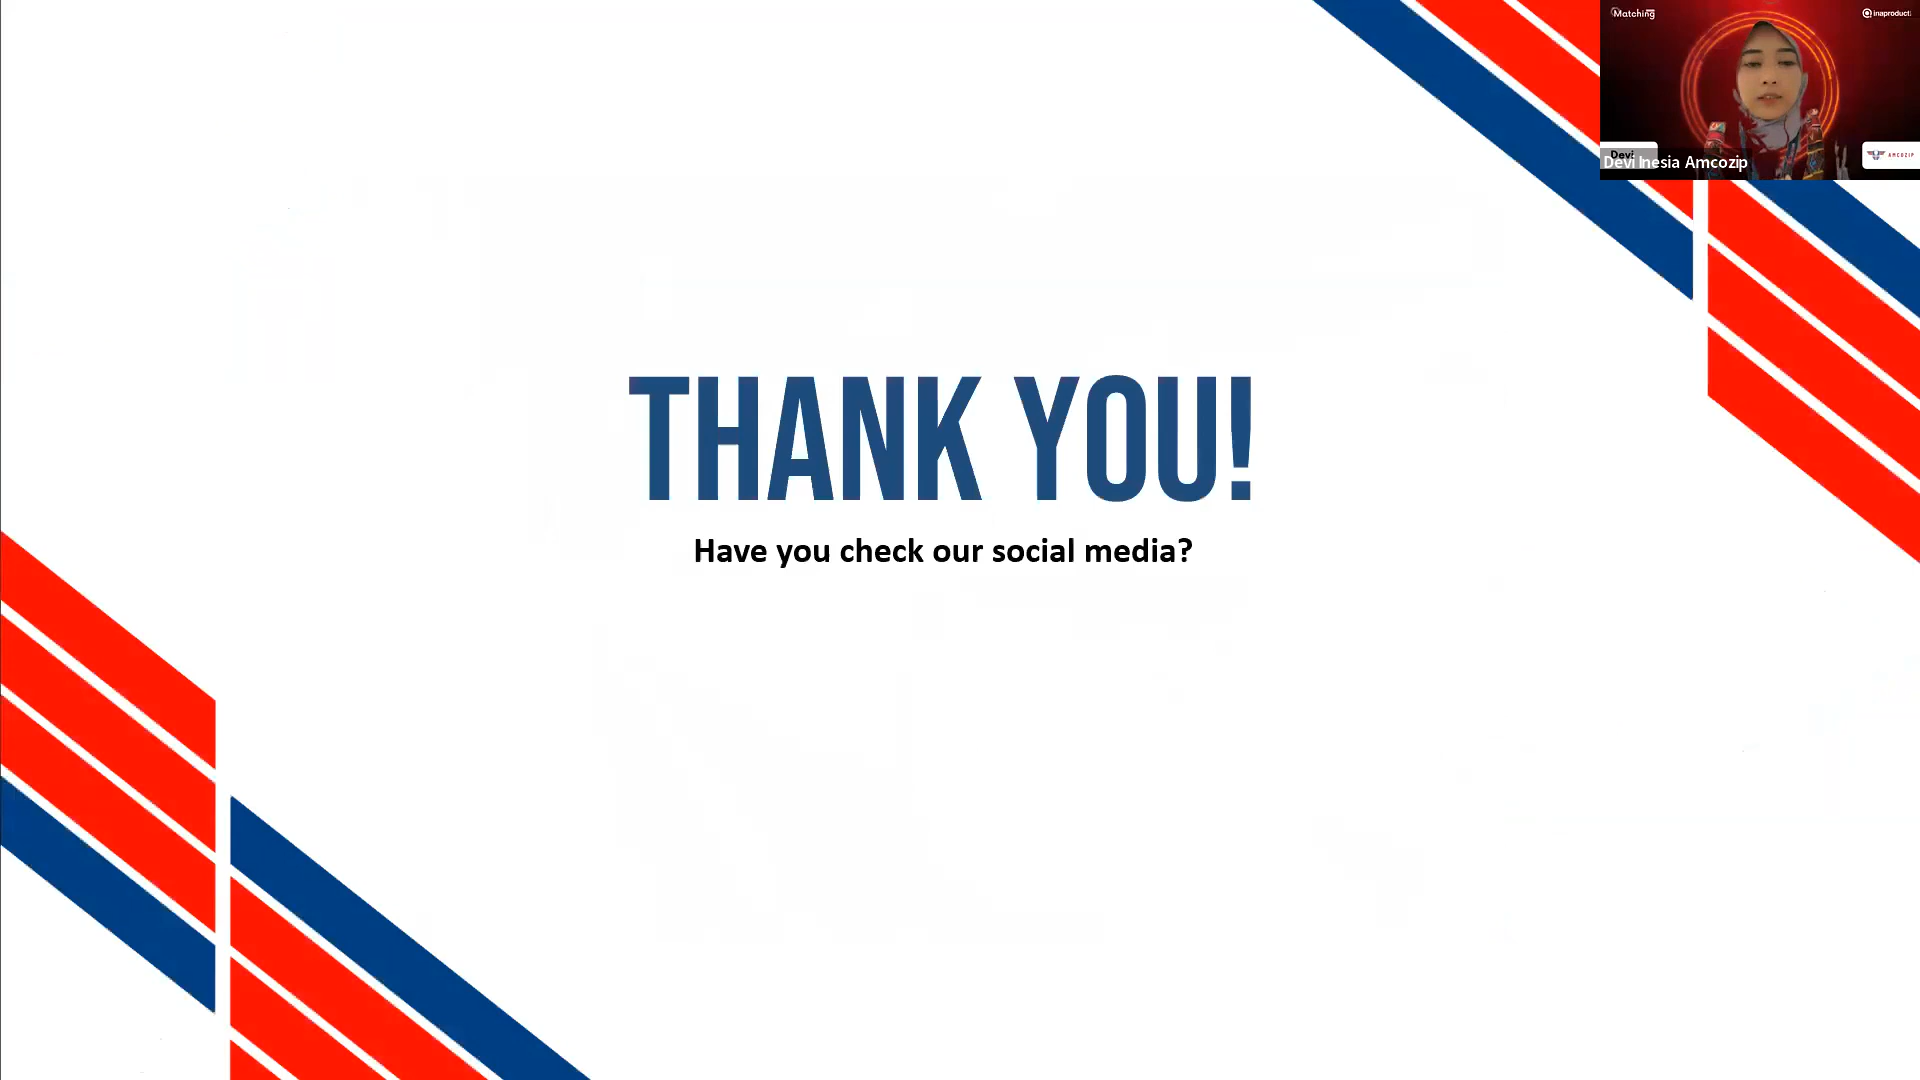 Matching
inaproduct
Devi
Devi Inesia Amcozip
AMCOZIP
THANK YOU!
Have you check our social media?